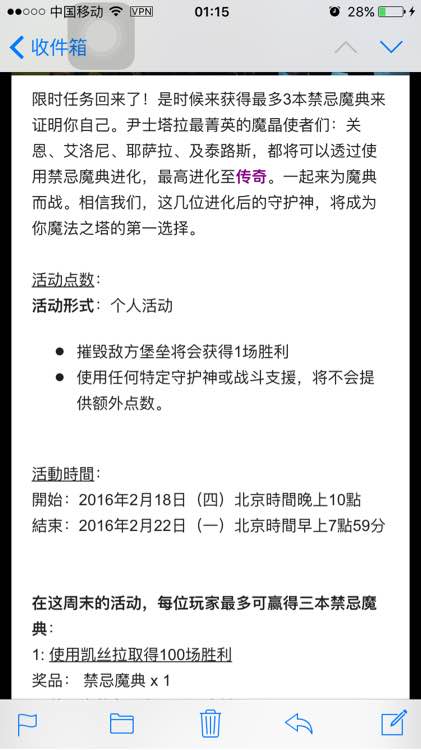 中国移动 VPN 01:15 28%
收件箱
限时任务回来了！是时候来获得最多3本禁忌魔典来
证明你自己。尹士塔拉最菁英的魔晶使者们：关
恩、艾洛尼、耶萨拉、及泰路斯，都将可以透过使
用禁忌魔典进化，最高进化至传奇。一起来为魔典
而战。相信我们，这几位进化后的守护神，将成为
你魔法之塔的第一选择。
活动点数：
活动形式：个人活动
● 摧毁敌方堡垒将会获得1场胜利
● 使用任何特定守护神或战斗支援，将不会提
供额外点数。
活動時間：
開始：2016年2月18日（四）北京時間晚上10點
結束：2016年2月22日（一）北京時間早上7點59分
在这周末的活动，每位玩家最多可赢得三本禁忌魔
典：
1: 使用凯丝拉取得100场胜利
奖品： 禁忌魔典 x 1